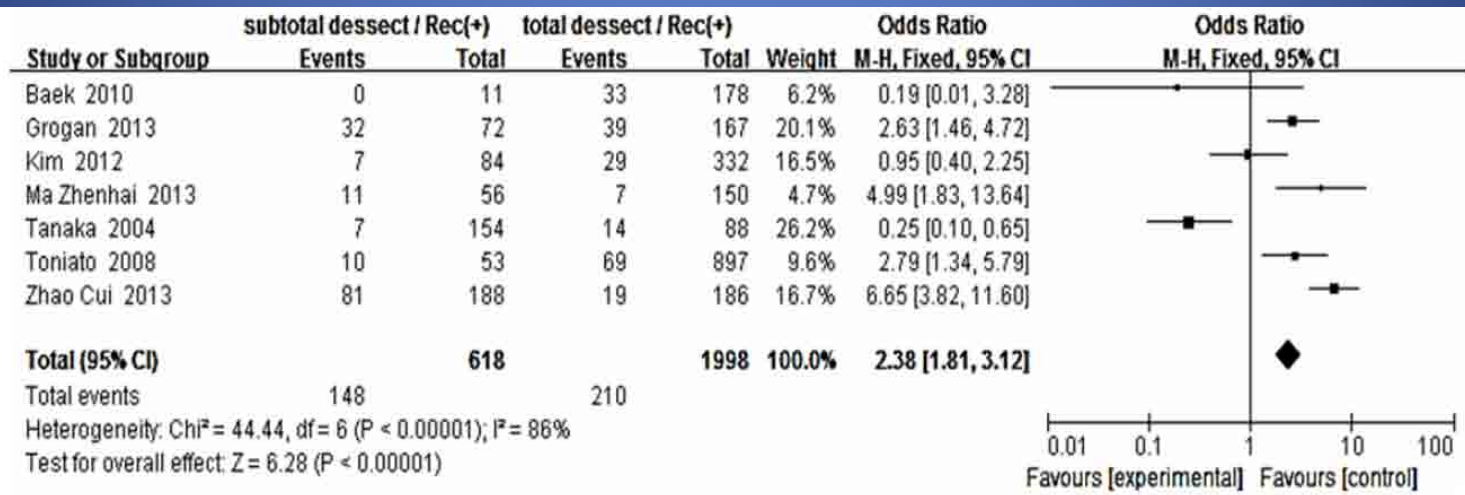 subtotal dessect / Rec(+) total dessect / Rec(+) Odds Ratio Odds Ratio
Study or Subgroup Events Total Events Total Weight M-H, Fixed, 95% CI M-H, Fixed, 95% CI
Baek 2010 0 11 33 178 6.2% 0.19 [0.01, 3.28]
Grogan 2013 32 72 39 167 20.1% 2.63 [1.46, 4.72]
Kim 2012 7 84 29 332 16.5% 0.95 [0.40, 2.25]
Ma Zhenhai 2013 11 56 7 150 4.7% 4.99 [1.83, 13.64]
Tanaka 2004 7 154 14 88 26.2% 0.25 [0.10, 0.65]
Toniato 2008 10 53 69 897 9.6% 2.79 [1.34, 5.79]
Zhao Cui 2013 81 188 19 186 16.7% 6.65 [3.82, 11.60]
Total (95% CI) 618 1998 100.0% 2.38 [1.81, 3.12]
Total events 148 210
Heterogeneity: Chi² = 44.44, df = 6 (P < 0.00001); I² = 86%
Test for overall effect: Z = 6.28 (P < 0.00001)
0.01 0.1 1 10 100
Favours [experimental] Favours [control]